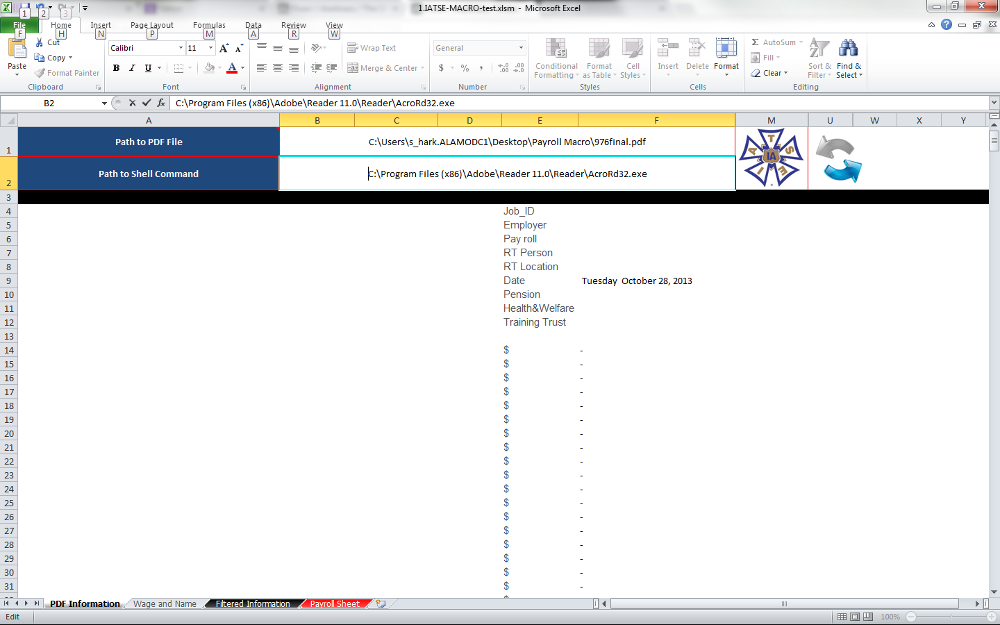 1.IATSE-MACRO-test.xlsm - Microsoft Excel
1 2 3
File Home Insert Page Layout Formulas Data Review View
F H N P M A R W
Paste
Cut
Copy
Format Painter
Clipboard
Calibri 11
B I U A
Font
Wrap Text
Merge & Center
Alignment
General
$ % , .00 .00
Number
Conditional Formatting
Format as Table
Cell Styles
Styles
Insert Delete Format
Cells
AutoSum
Fill
Clear
Sort & Filter
Find & Select
Editing
B2 fx C:\Program Files (x86)\Adobe\Reader 11.0\Reader\AcroRd32.exe
A B C D E F M U W X Y
1 Path to PDF File C:\Users\s_hark.ALAMODC1\Desktop\Payroll Macro\976final.pdf
IATSE
IA
2 Path to Shell Command C:\Program Files (x86)\Adobe\Reader 11.0\Reader\AcroRd32.exe
3
4 Job_ID
5 Employer
6 Pay roll
7 RT Person
8 RT Location
9 Date Tuesday October 28, 2013
10 Pension
11 Health&Welfare
12 Training Trust
13
14 $ -
15 $ -
16 $ -
17 $ -
18 $ -
19 $ -
20 $ -
21 $ -
22 $ -
23 $ -
24 $ -
25 $ -
26 $ -
27 $ -
28 $ -
29 $ -
30 $ -
31 $ -
PDF Information Wage and Name Filtered Information Payroll Sheet
Edit 100%